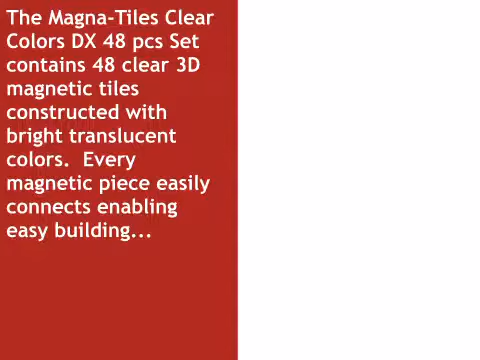 The Magna-Tiles Clear
Colors DX 48 pcs Set
contains 48 clear 3D
magnetic tiles
constructed with
bright translucent
colors.  Every
magnetic piece easily
connects enabling
easy building...